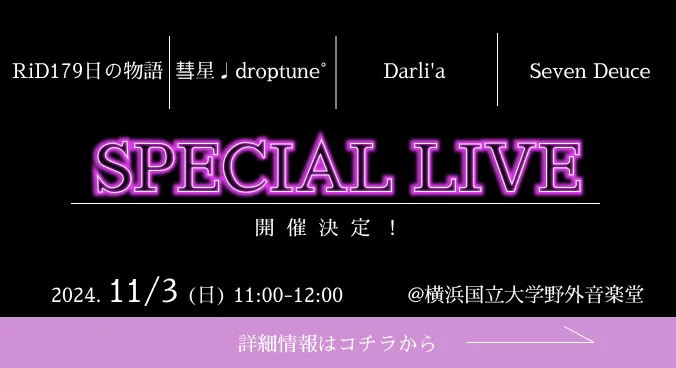 RiD179日の物語 彗星♩droptune゜ Darli'a Seven Deuce
SPECIAL LIVE
開催決定！
2024. 11/3 (日) 11:00-12:00 @横浜国立大学野外音楽堂
詳細情報はコチラから